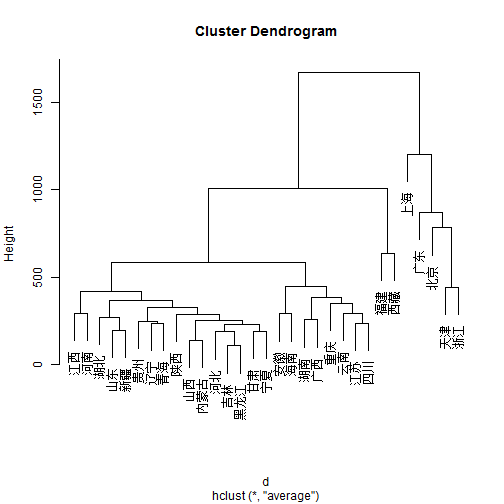 Cluster Dendrogram
Height
0
500
1000
1500
江西
河南
湖北
山东
新疆
贵州
辽宁
青海
陕西
山西
内蒙古
河北
吉林
黑龙江
甘肃
宁夏
安徽
海南
湖南
广西
重庆
云南
江苏
四川
福建
西藏
上海
广东
北京
天津
浙江
d
hclust (*, "average")